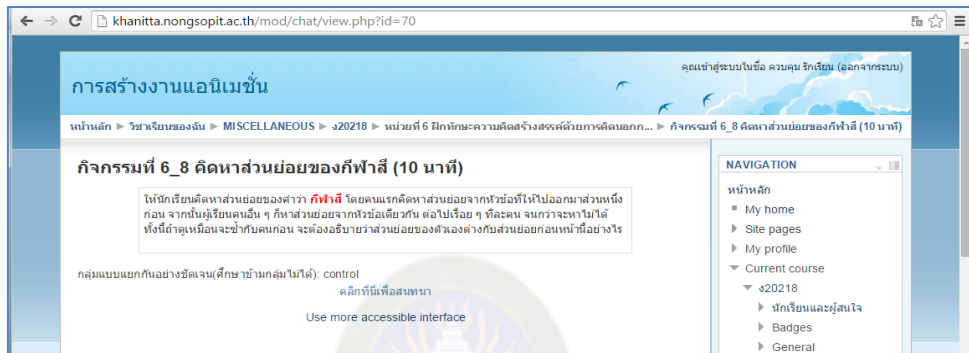 khanitta.nongsopit.ac.th/mod/chat/view.php?id=70
คุณเข้าสู่ระบบในชื่อ ควบคุม รักเรียน (ออกจากระบบ)
การสร้างงานแอนิเมชั่น
หน้าหลัก ► วิชาเรียนของฉัน ► MISCELLANEOUS ► ง20218 ► หน่วยที่ 6 ฝึกทักษะความคิดสร้างสรรค์ด้วยการคิดนอกก... ► กิจกรรมที่ 6_8 คิดหาส่วนย่อยของกีฬาสี (10 นาที)
กิจกรรมที่ 6_8 คิดหาส่วนย่อยของกีฬาสี (10 นาที)
ให้นักเรียนคิดหาส่วนย่อยของคำว่า กีฬาสี โดยคนแรกคิดหาส่วนย่อยจากหัวข้อที่ให้ไปออกมาส่วนหนึ่ง
ก่อน จากนั้นผู้เรียนคนอื่น ๆ ก็หาส่วนย่อยจากหัวข้อเดียวกัน ต่อไปเรื่อย ๆ ทีละคน จนกว่าจะหาไม่ได้
ทั้งนี้ถ้าดูเหมือนจะซ้ำกับคนก่อน จะต้องอธิบายว่าส่วนย่อยของตัวเองต่างกับส่วนย่อยก่อนหน้านี้อย่างไร
กลุ่มแบบแยกกันอย่างชัดเจน(ศึกษาข้ามกลุ่มไม่ได้): control
คลิกที่นี่เพื่อสนทนา
Use more accessible interface
NAVIGATION
หน้าหลัก
My home
Site pages
My profile
Current course
ง20218
นักเรียนและผู้สนใจ
Badges
General